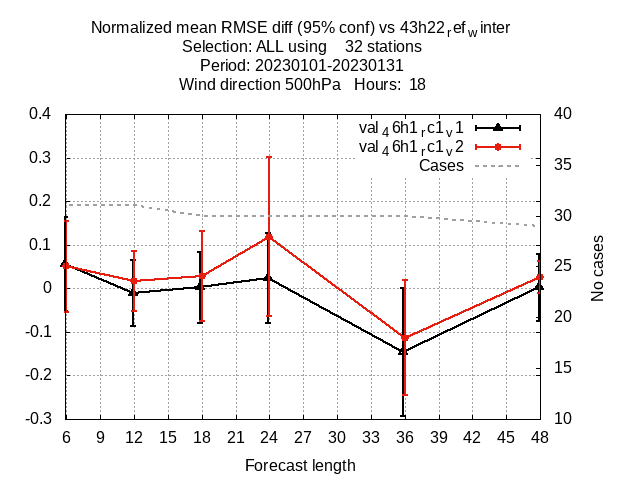 Normalized mean RMSE diff (95% conf) vs 43h22refwinter
Selection: ALL using 32 stations
Period: 20230101-20230131
Wind direction 500hPa Hours: 18
val46h1rc1v1
val46h1rc1v2
Cases
0.4
0.3
0.2
0.1
0
-0.1
-0.2
-0.3
40
35
30
25
20
15
10
No cases
6 9 12 15 18 21 24 27 30 33 36 39 42 45 48
Forecast length